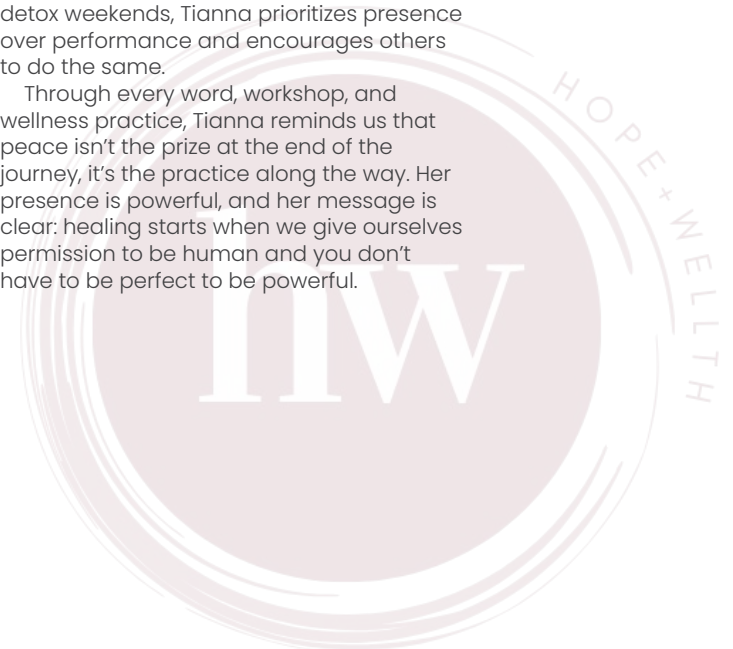 detox weekends, Tianna prioritizes presence
over performance and encourages others
to do the same.
Through every word, workshop, and
wellness practice, Tianna reminds us that
peace isn’t the prize at the end of the
journey, it’s the practice along the way. Her
presence is powerful, and her message is
clear: healing starts when we give ourselves
permission to be human and you don’t
have to be perfect to be powerful.
hw
HOPE+WELLTH